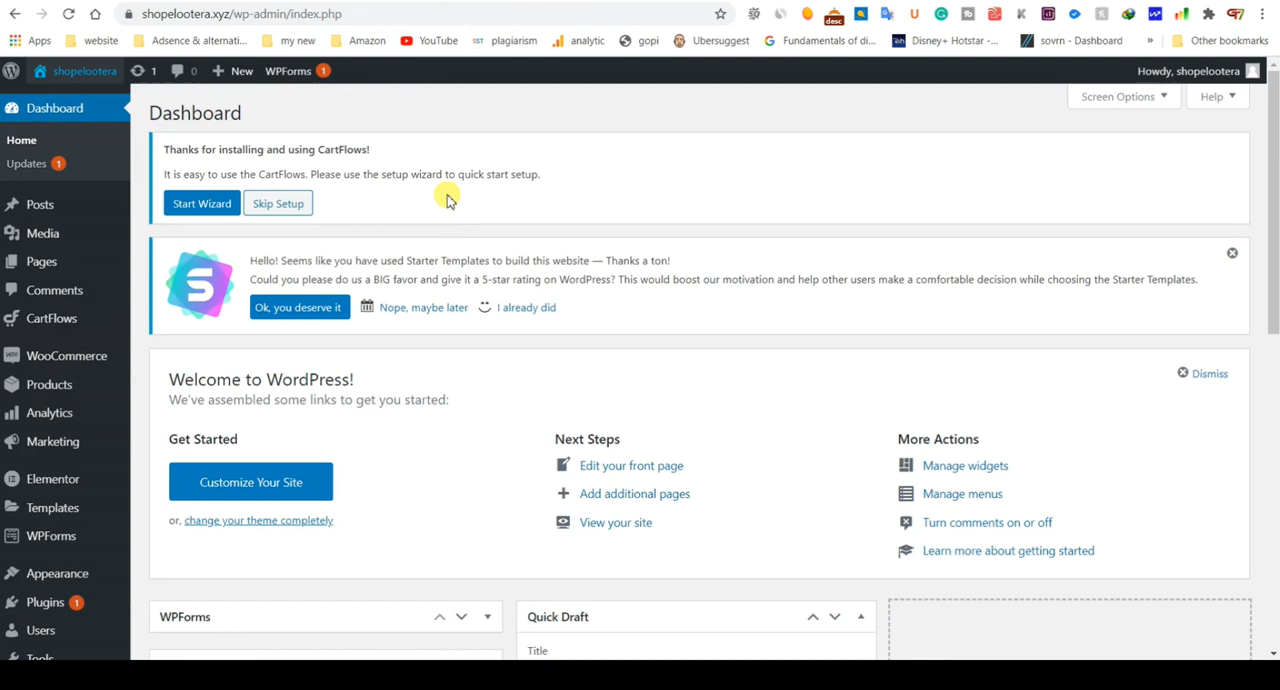 shopelootera.xyz/wp-admin/index.php
desc
Apps website Adsence & alternati... my new Amazon YouTube SST plagiarism analytic gopi Ubersuggest Fundamentals of di... Disney+ Hotstar -... sovrn - Dashboard » Other bookmarks
shopelootera 1 0 New WPForms 1 Howdy, shopelootera
Dashboard
Home
Updates 1
Posts
Media
Pages
Comments
CartFlows
WooCommerce
Products
Analytics
Marketing
Elementor
Templates
WPForms
Appearance
Plugins 1
Users
Tools
Screen Options Help
Dashboard
Thanks for installing and using CartFlows!
It is easy to use the CartFlows. Please use the setup wizard to quick start setup.
Start Wizard Skip Setup
Hello! Seems like you have used Starter Templates to build this website — Thanks a ton!
Could you please do us a BIG favor and give it a 5-star rating on WordPress? This would boost our motivation and help other users make a comfortable decision while choosing the Starter Templates.
Ok, you deserve it Nope, maybe later I already did
Welcome to WordPress!
Dismiss
We've assembled some links to get you started:
Get Started
Customize Your Site
or, change your theme completely
Next Steps
Edit your front page
Add additional pages
View your site
More Actions
Manage widgets
Manage menus
Turn comments on or off
Learn more about getting started
WPForms
Quick Draft
Title